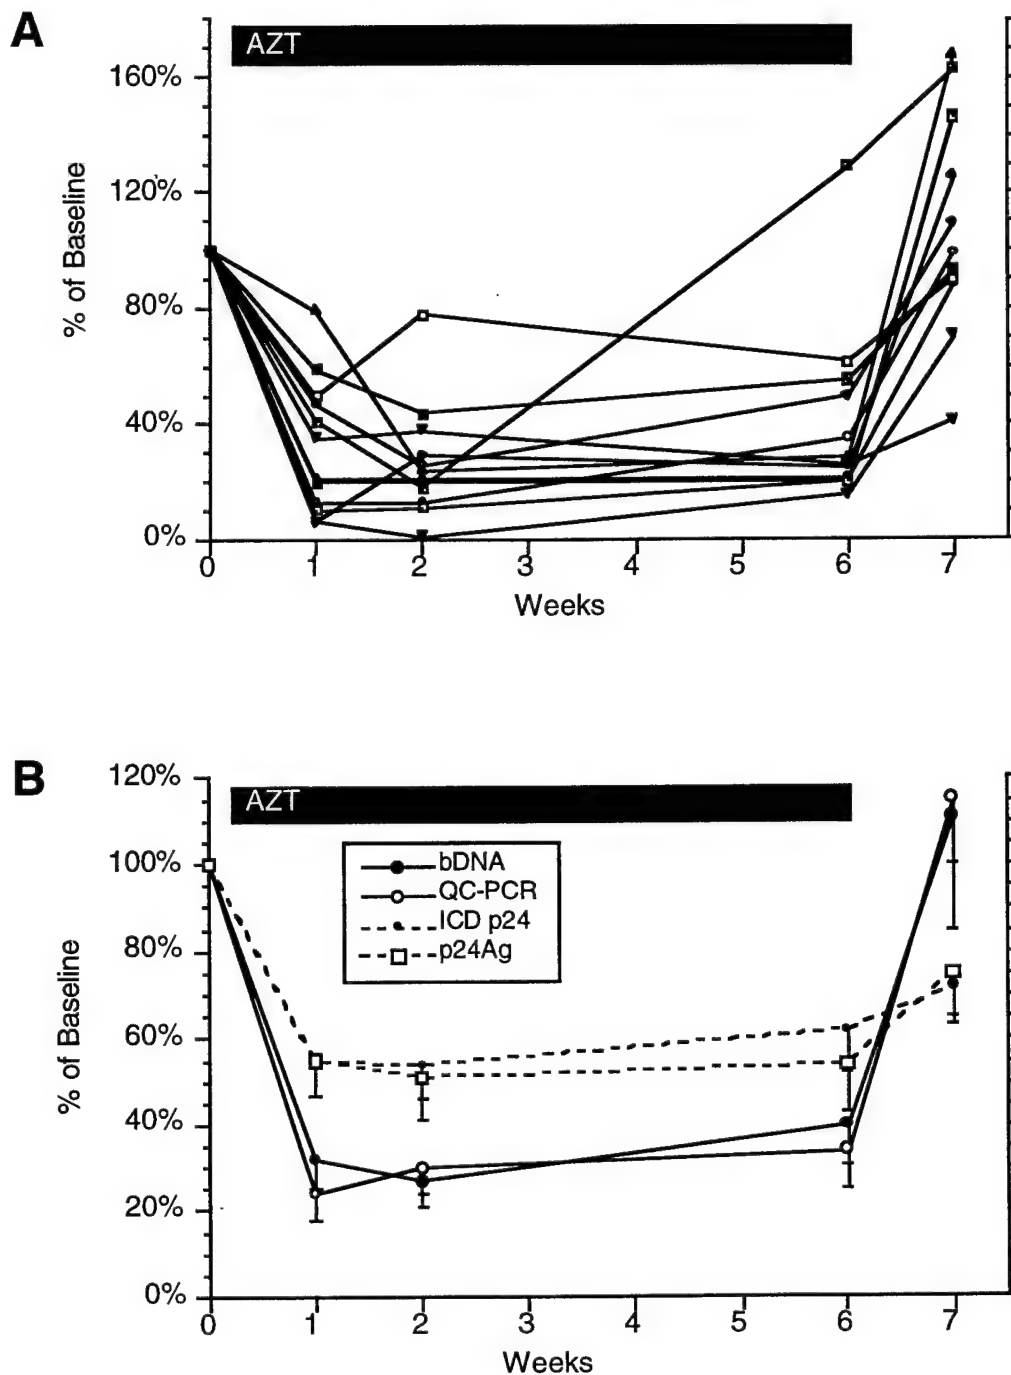 A
AZT
160%
120%
80%
40%
0%
% of Baseline
0 1 2 3 4 5 6 7
Weeks
B
AZT
120%
100%
80%
60%
40%
20%
0%
% of Baseline
bDNA
QC-PCR
ICD p24
p24Ag
0 1 2 3 4 5 6 7
Weeks